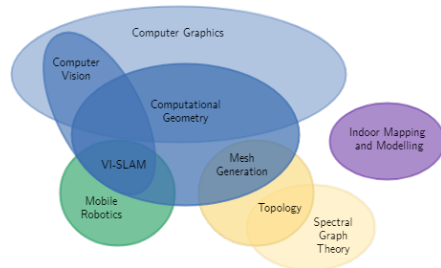 Computer Graphics
Computer
Vision
Computational
Geometry
Indoor Mapping
and Modelling
VI-SLAM
Mesh
Generation
Mobile
Robotics
Topology
Spectral
Graph
Theory